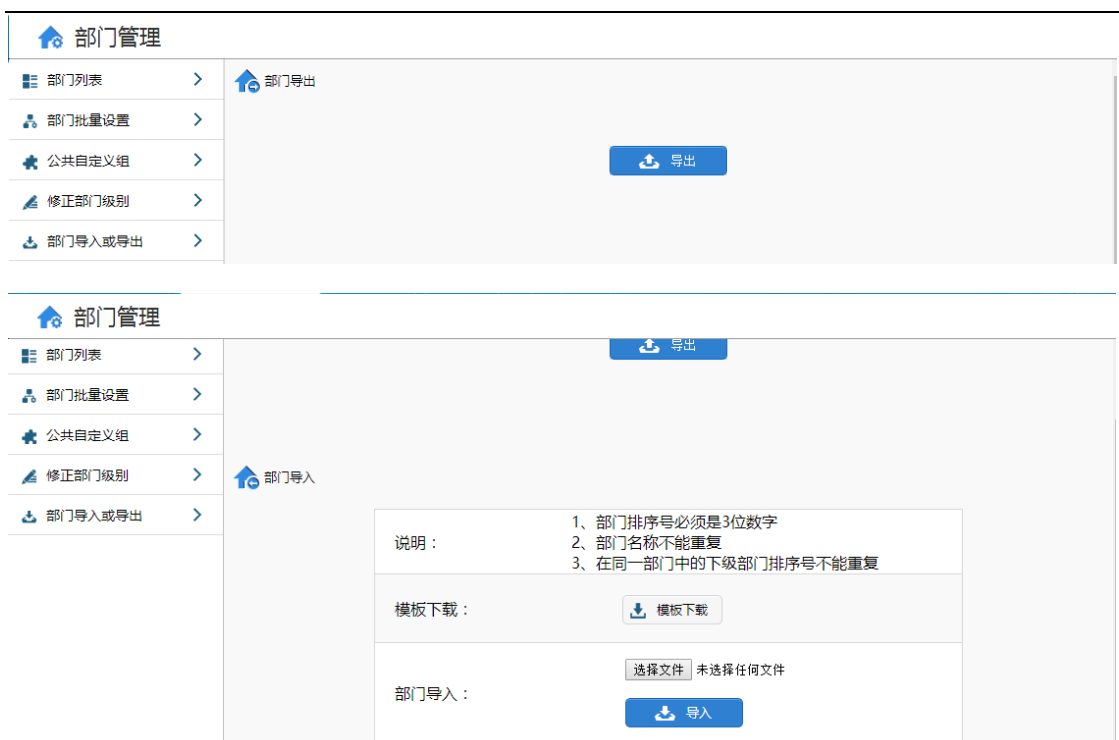 部门管理
部门列表
部门批量设置
公共自定义组
修正部门级别
部门导入或导出
部门导出
导出
部门管理
部门列表
部门批量设置
公共自定义组
修正部门级别
部门导入或导出
导出
部门导入
说明：
1、部门排序号必须是3位数字
2、部门名称不能重复
3、在同一部门中的下级部门排序号不能重复
模板下载：
模板下载
部门导入：
选择文件 未选择任何文件
导入